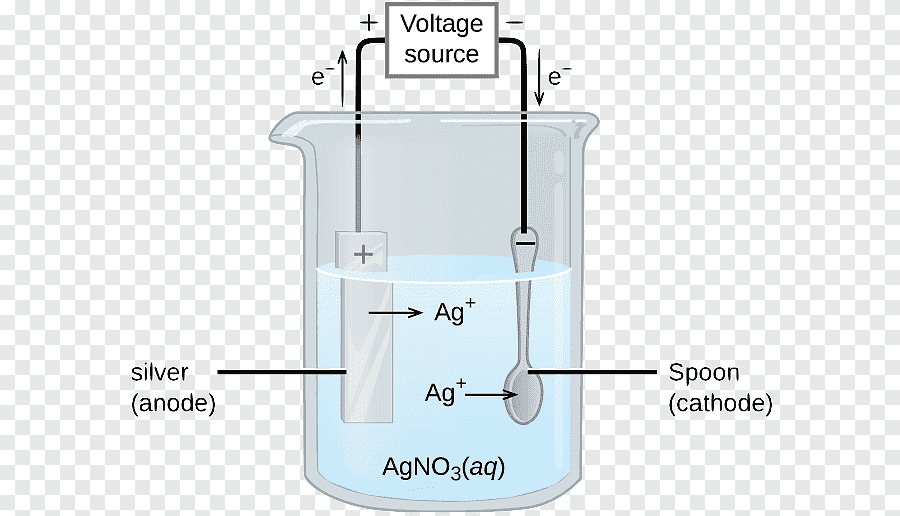 + Voltage −
source
e⁻ e⁻
+ −
Ag⁺
silver Spoon
(anode) (cathode)
Ag⁺
AgNO₃(aq)